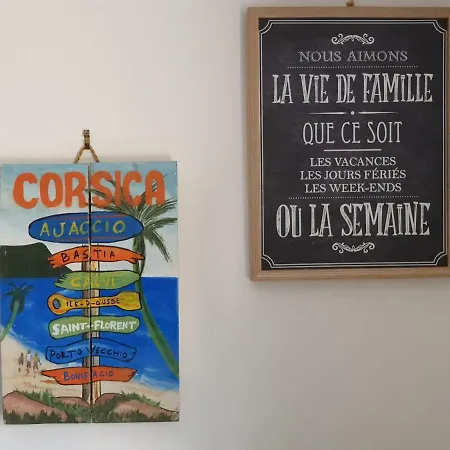 CORSICA
AJACCIO
BASTIA
CALVI
ILE-ROUSSE
SAINT-FLORENT
PORTO VECCHIO
BONIFACIO
NOUS AIMONS
LA VIE DE FAMILLE
QUE CE SOIT
LES VACANCES
LES JOURS FÉRIÉS
LES WEEK-ENDS
OU LA SEMAINE